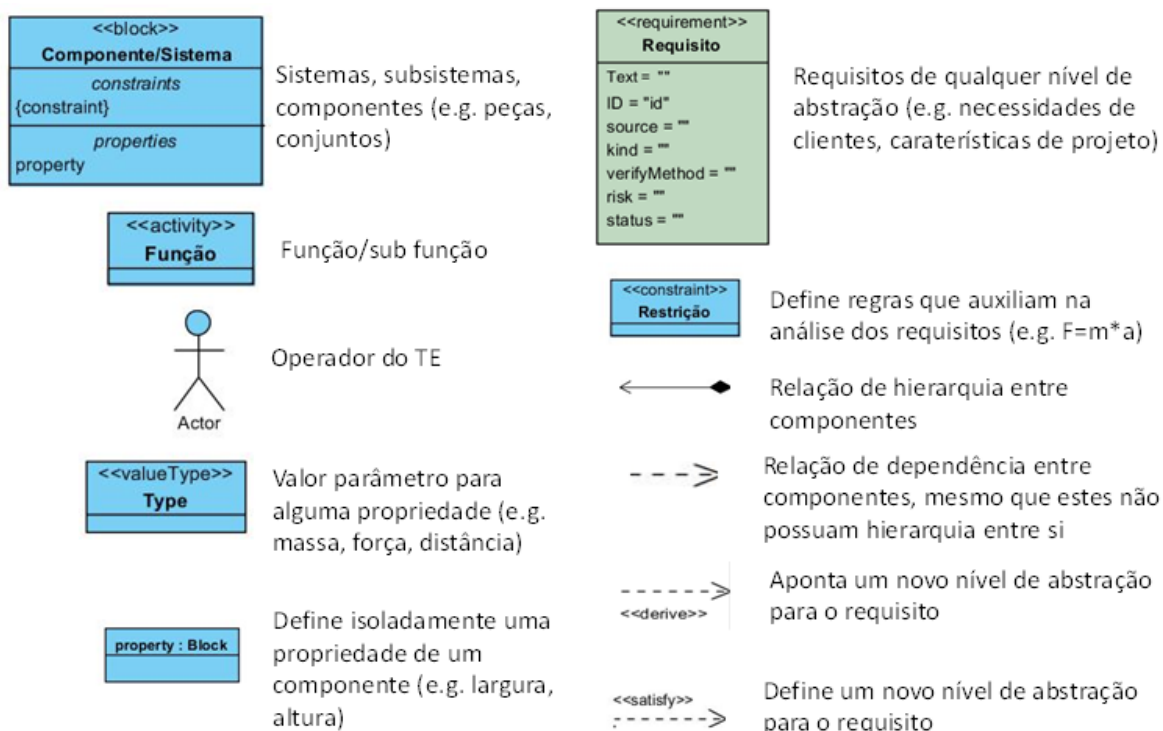 <<block>>
Componente/Sistema
constraints
{constraint}
properties
property
Sistemas, subsistemas,
componentes (e.g. peças,
conjuntos)
<<activity>>
Função
Função/sub função
Actor
Operador do TE
<<valueType>>
Type
Valor parâmetro para
alguma propriedade (e.g.
massa, força, distância)
property : Block
Define isoladamente uma
propriedade de um
componente (e.g. largura,
altura)
<<requirement>>
Requisito
Text = ""
ID = "id"
source = ""
kind = ""
verifyMethod = ""
risk = ""
status = ""
Requisitos de qualquer nível de
abstração (e.g. necessidades de
clientes, caraterísticas de projeto)
<<constraint>>
Restrição
Define regras que auxiliam na
análise dos requisitos (e.g. F=m*a)
Relação de hierarquia entre
componentes
Relação de dependência entre
componentes, mesmo que estes não
possuam hierarquia entre si
<<derive>>
Aponta um novo nível de abstração
para o requisito
<<satisfy>>
Define um novo nível de abstração
para o requisito